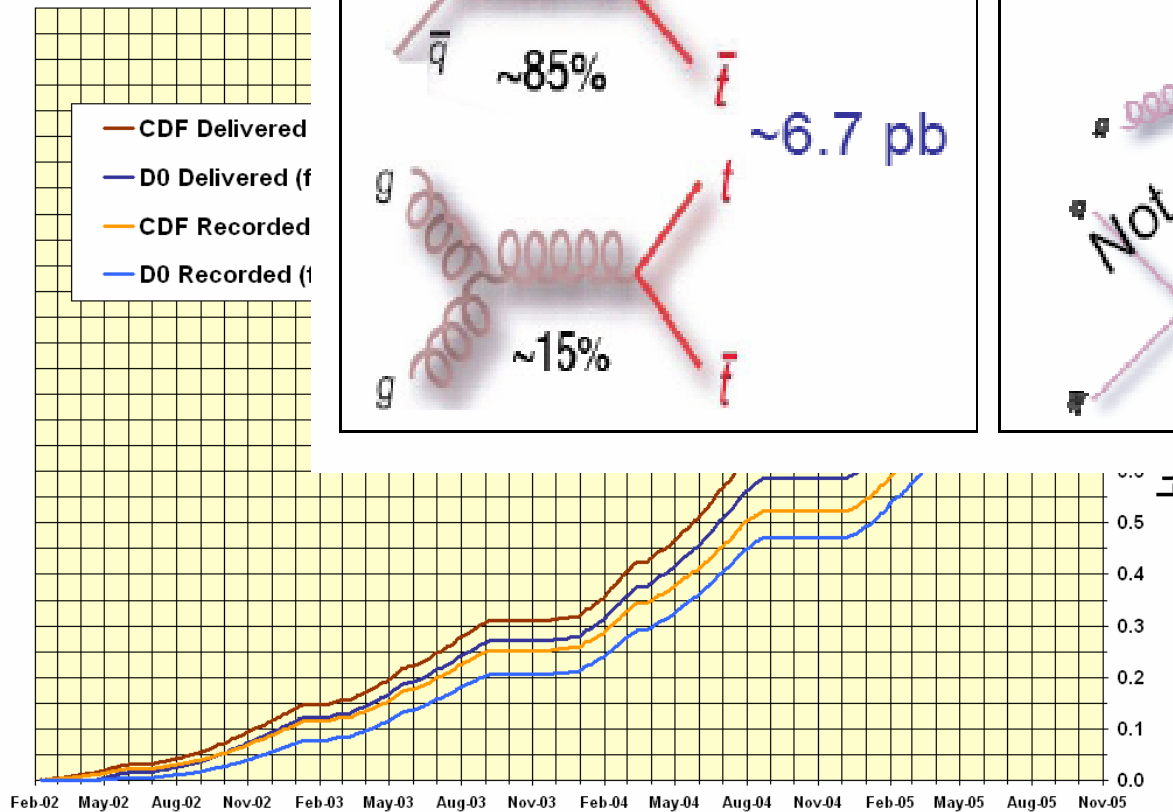 q̅
~85%
t̅
CDF Delivered
D0 Delivered (f
CDF Recorded
D0 Recorded (f
~6.7 pb
g
t
~15%
g
t̅
Not
0.5
0.4
0.3
0.2
0.1
0.0
Feb-02 May-02 Aug-02 Nov-02 Feb-03 May-03 Aug-03 Nov-03 Feb-04 May-04 Aug-04 Nov-04 Feb-05 May-05 Aug-05 Nov-05